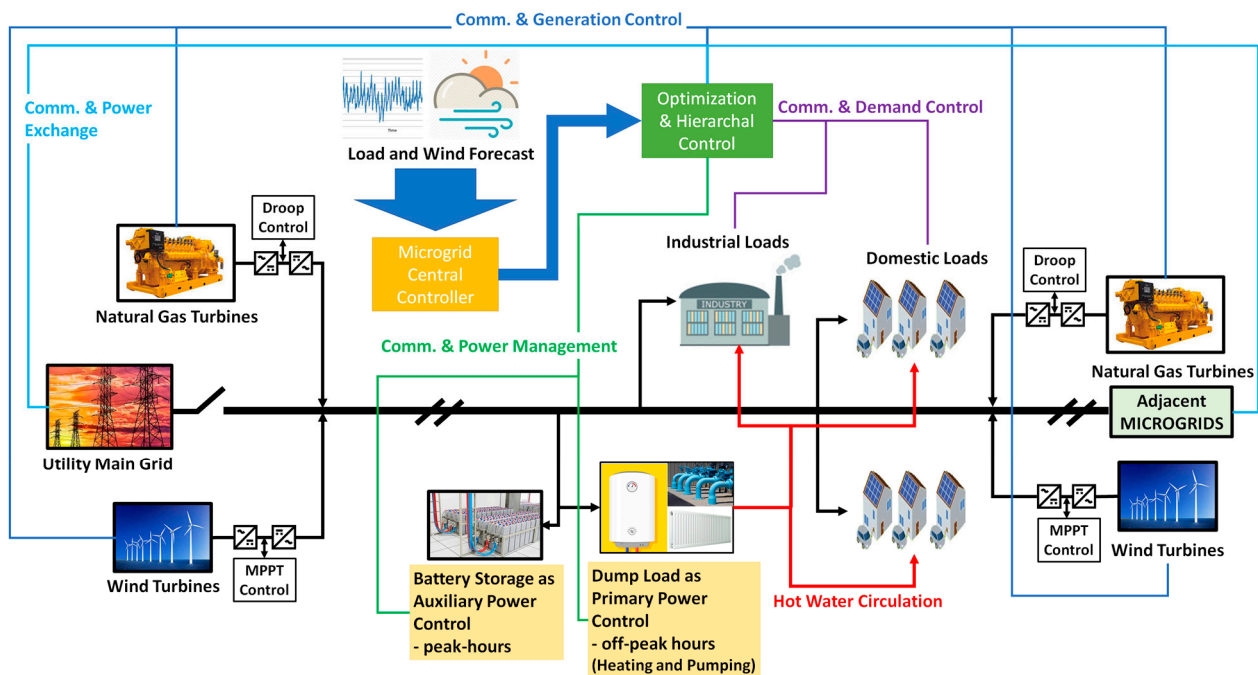 Comm. & Generation Control
Comm. & Power
Exchange
Time
Load and Wind Forecast
Optimization
& Hierarchal
Control
Comm. & Demand Control
Droop
Control
Microgrid
Central
Controller
Industrial Loads
INDUSTRY
Domestic Loads
Droop
Control
Natural Gas Turbines
Comm. & Power Management
Natural Gas Turbines
Adjacent
MICROGRIDS
Utility Main Grid
MPPT
Control
Wind Turbines
MPPT
Control
Wind Turbines
Battery Storage as
Auxiliary Power
Control
- peak-hours
Dump Load as
Primary Power
Control
- off-peak hours
(Heating and Pumping)
Hot Water Circulation